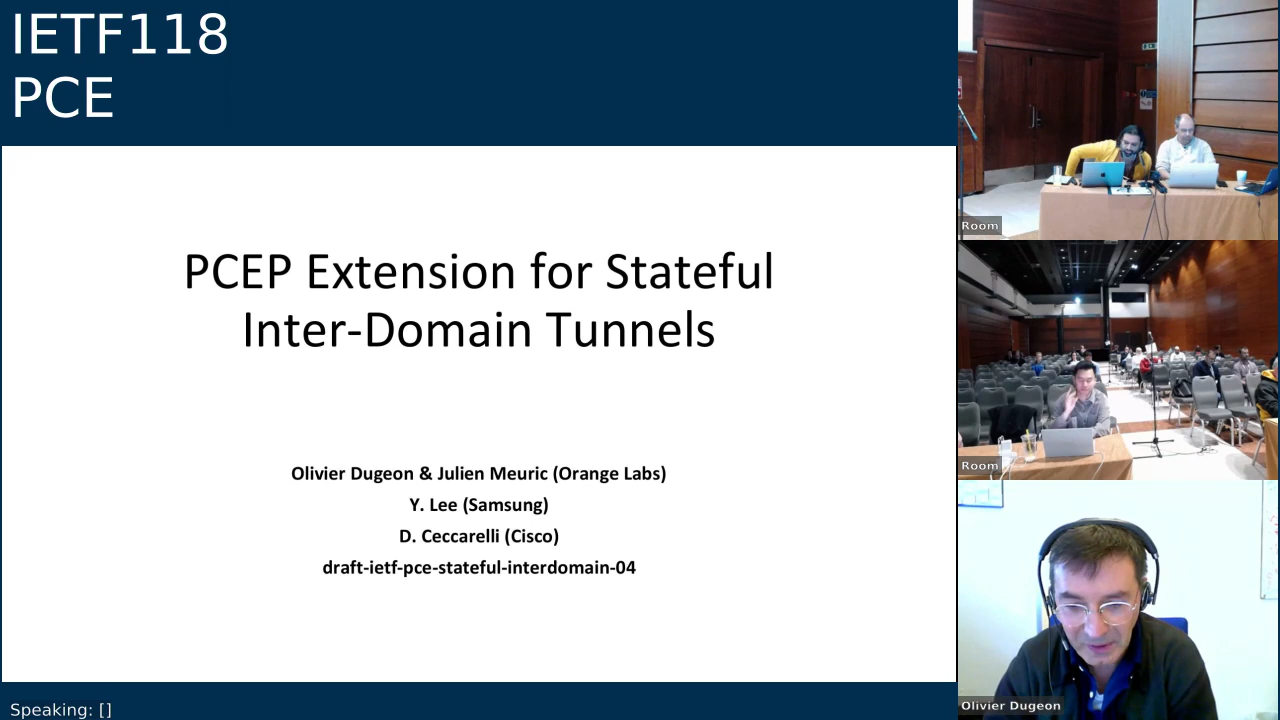 IETF118
PCE
PCEP Extension for Stateful
Inter-Domain Tunnels
Olivier Dugeon & Julien Meuric (Orange Labs)
Y. Lee (Samsung)
D. Ceccarelli (Cisco)
draft-ietf-pce-stateful-interdomain-04
Speaking: []
Room
Room
Olivier Dugeon